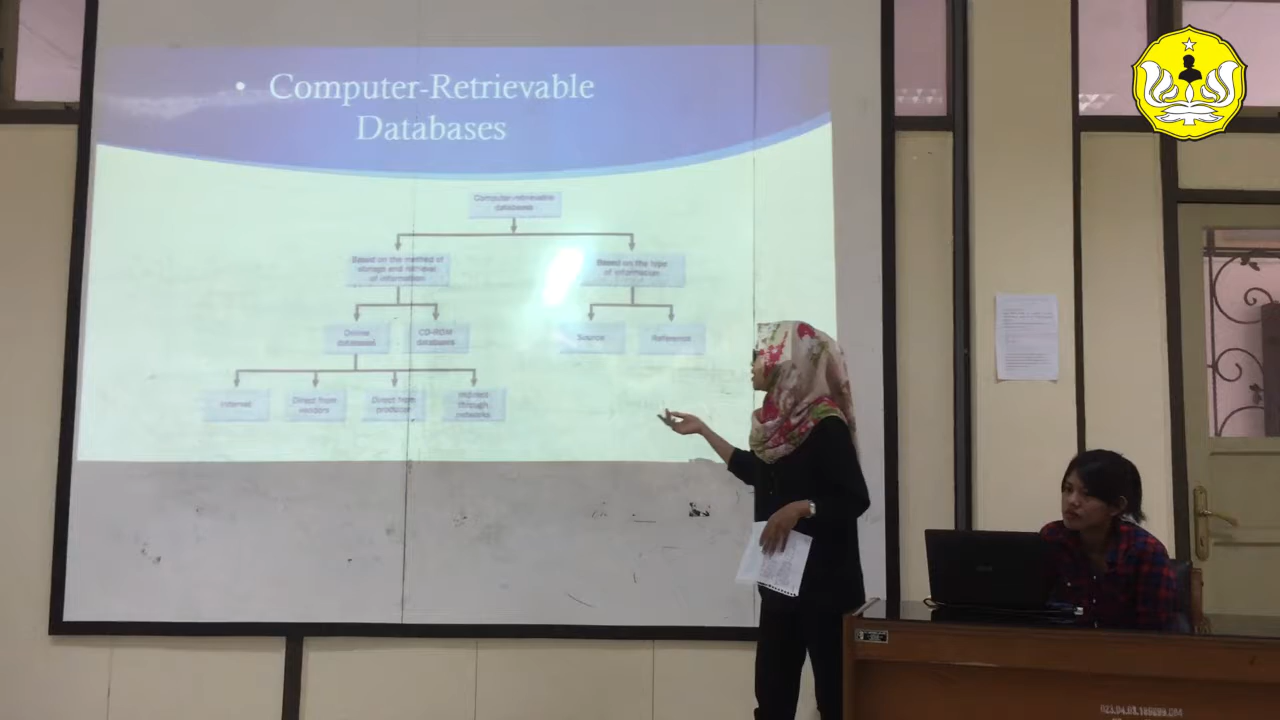 • Computer-Retrievable
Databases
Computer-retrievable
databases
Based on the method of
storage and retrieval
of information
Based on the type
of information
Online
databases
CD-ROM
databases
Source
Reference
Internet
Direct from
vendors
Direct from
producer
Indirect
through
networks